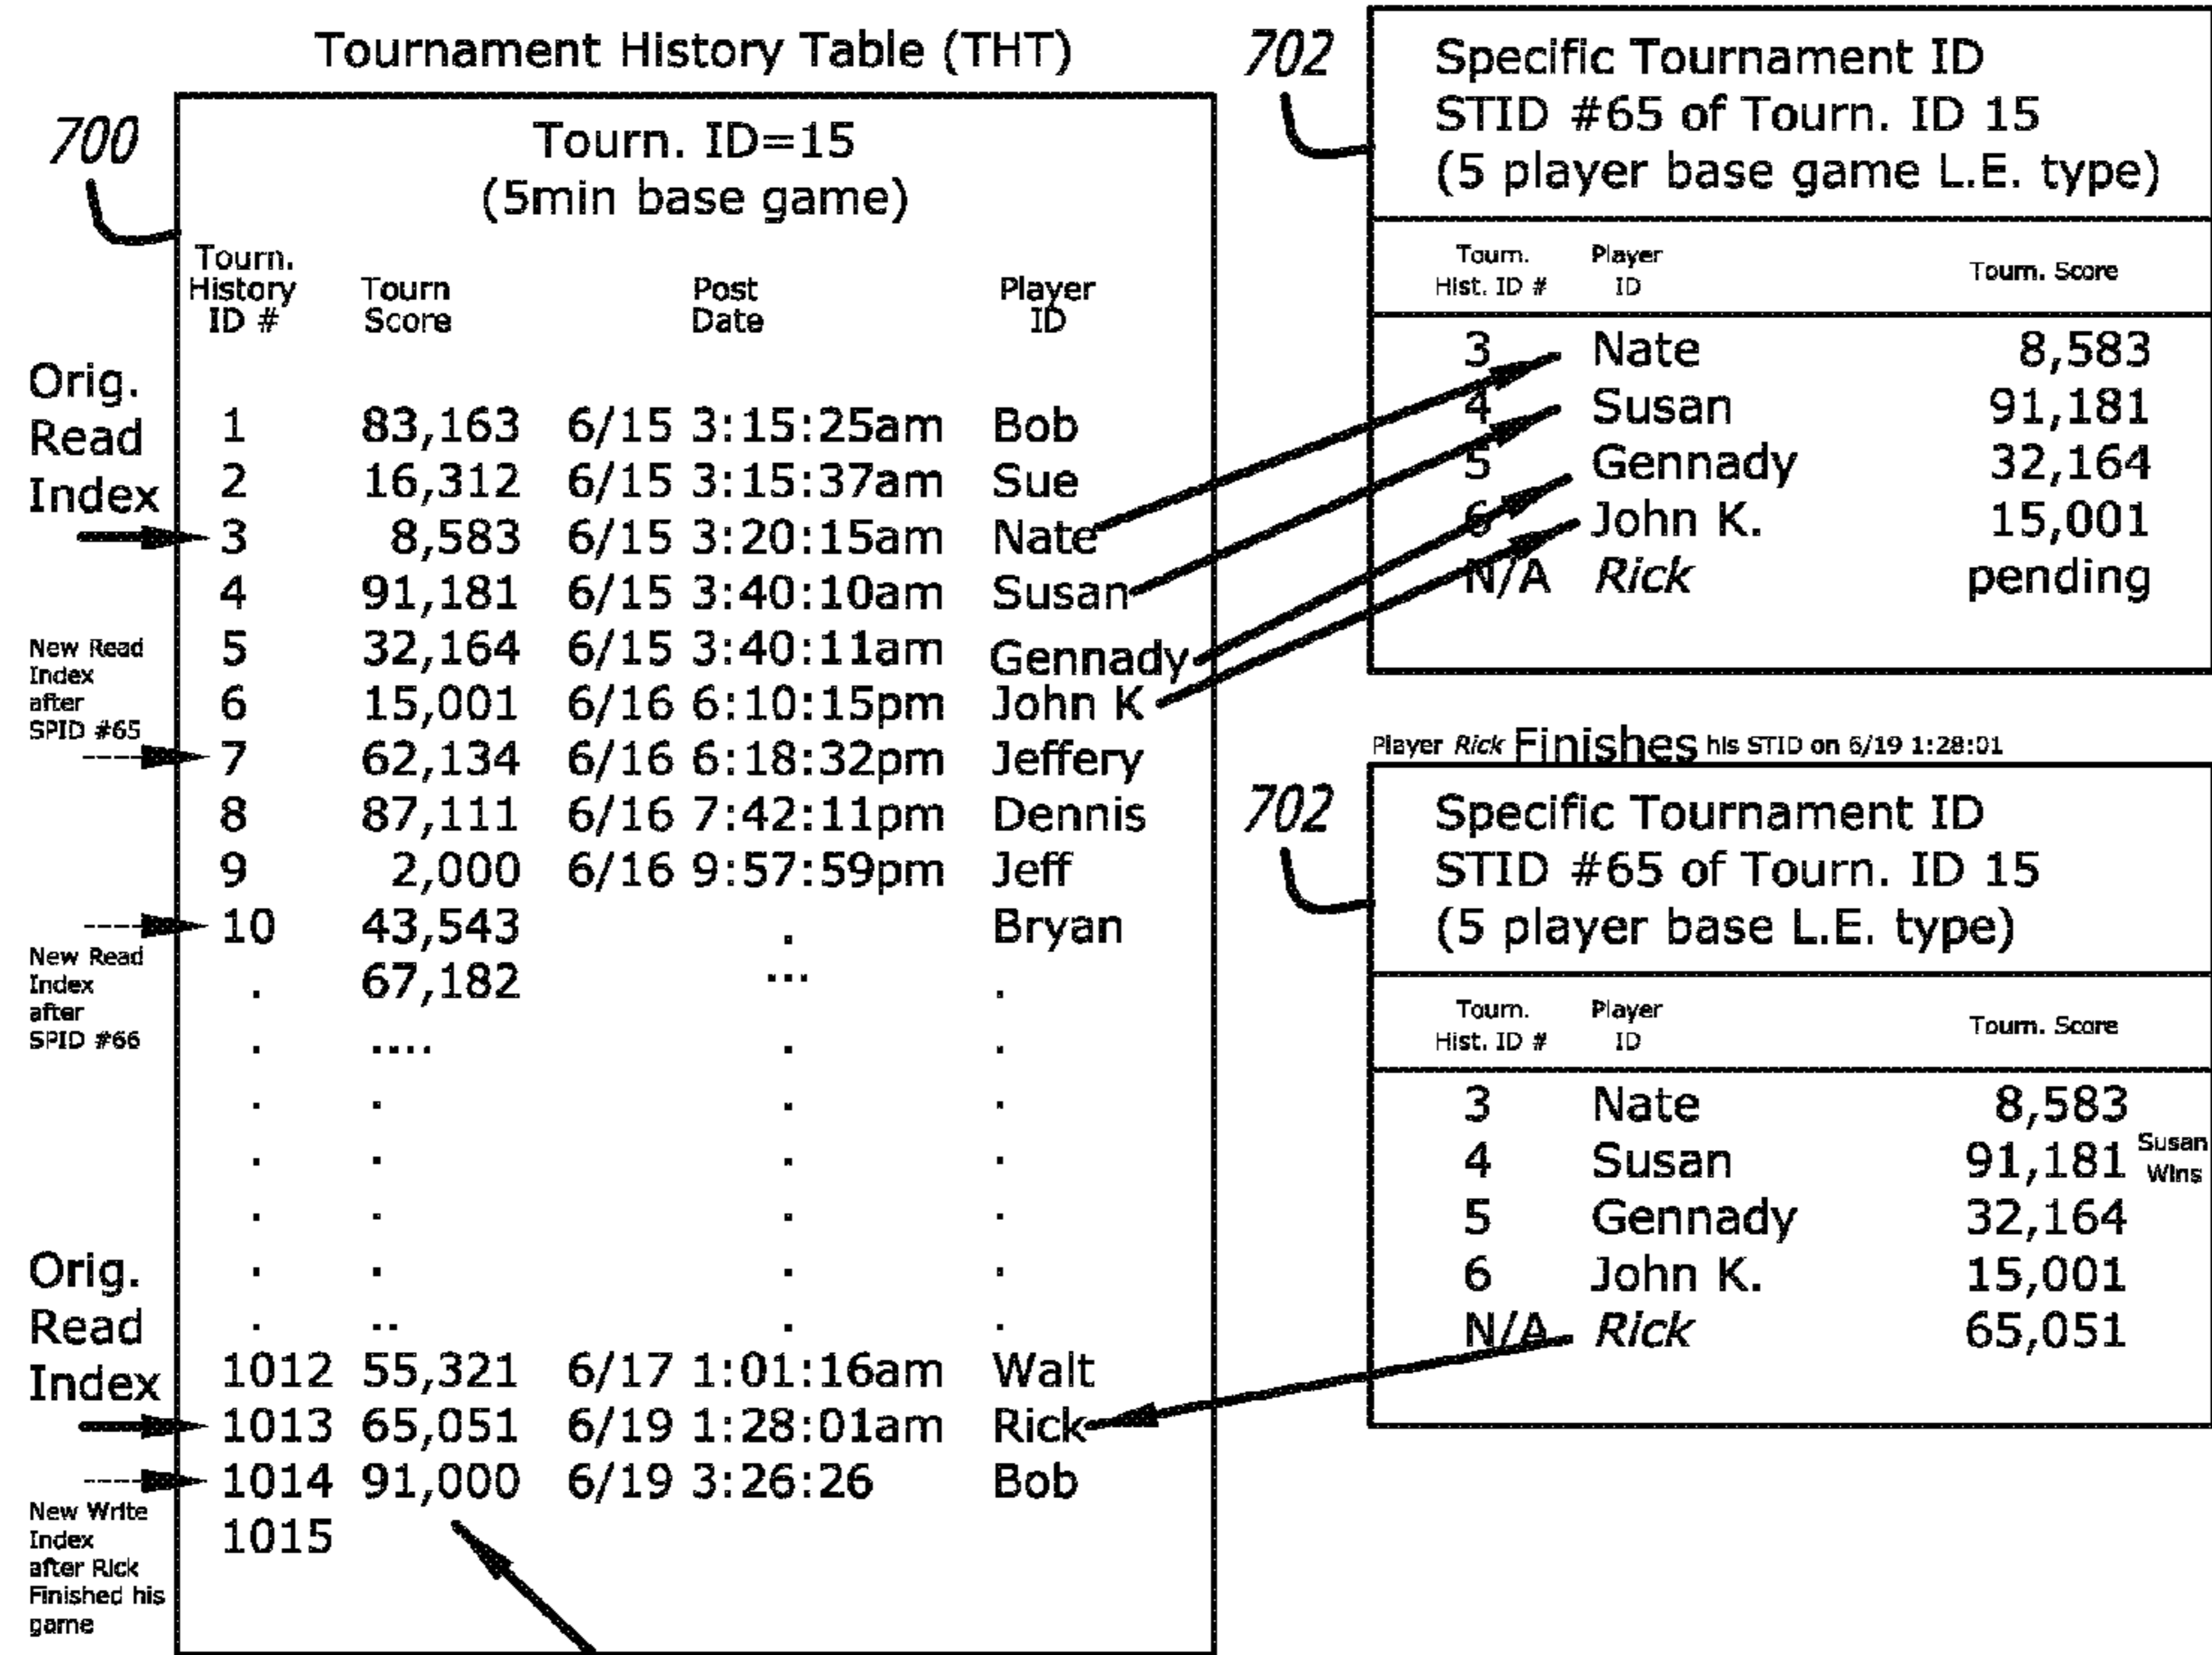 Tournament History Table (THT)
700
Tourn. ID=15
(5min base game)
Tourn.
History
ID #
Tourn
Score
Post
Date
Player
ID
Orig.
Read
Index
1 83,163 6/15 3:15:25am Bob
2 16,312 6/15 3:15:37am Sue
3 8,583 6/15 3:20:15am Nate
4 91,181 6/15 3:40:10am Susan
5 32,164 6/15 3:40:11am Gennady
6 15,001 6/16 6:10:15pm John K
7 62,134 6/16 6:18:32pm Jeffery
8 87,111 6/16 7:42:11pm Dennis
9 2,000 6/16 9:57:59pm Jeff
10 43,543 . Bryan
. 67,182 ... .
. .... . .
. . . .
. . . .
. . . .
. . . .
. .. . .
1012 55,321 6/17 1:01:16am Walt
1013 65,051 6/19 1:28:01am Rick
1014 91,000 6/19 3:26:26 Bob
1015
New Read
Index
after
SPID #65
New Read
Index
after
SPID #66
Orig.
Read
Index
New Write
Index
after Rick
Finished his
game
702
Specific Tournament ID
STID #65 of Tourn. ID 15
(5 player base game L.E. type)
Tourn.
Hist. ID #
Player
ID
Tourn. Score
3 Nate 8,583
4 Susan 91,181
5 Gennady 32,164
6 John K. 15,001
N/A Rick pending
Player Rick Finishes his STID on 6/19 1:28:01
702
Specific Tournament ID
STID #65 of Tourn. ID 15
(5 player base L.E. type)
Tourn.
Hist. ID #
Player
ID
Tourn. Score
3 Nate 8,583
4 Susan 91,181 Susan
Wins
5 Gennady 32,164
6 John K. 15,001
N/A Rick 65,051